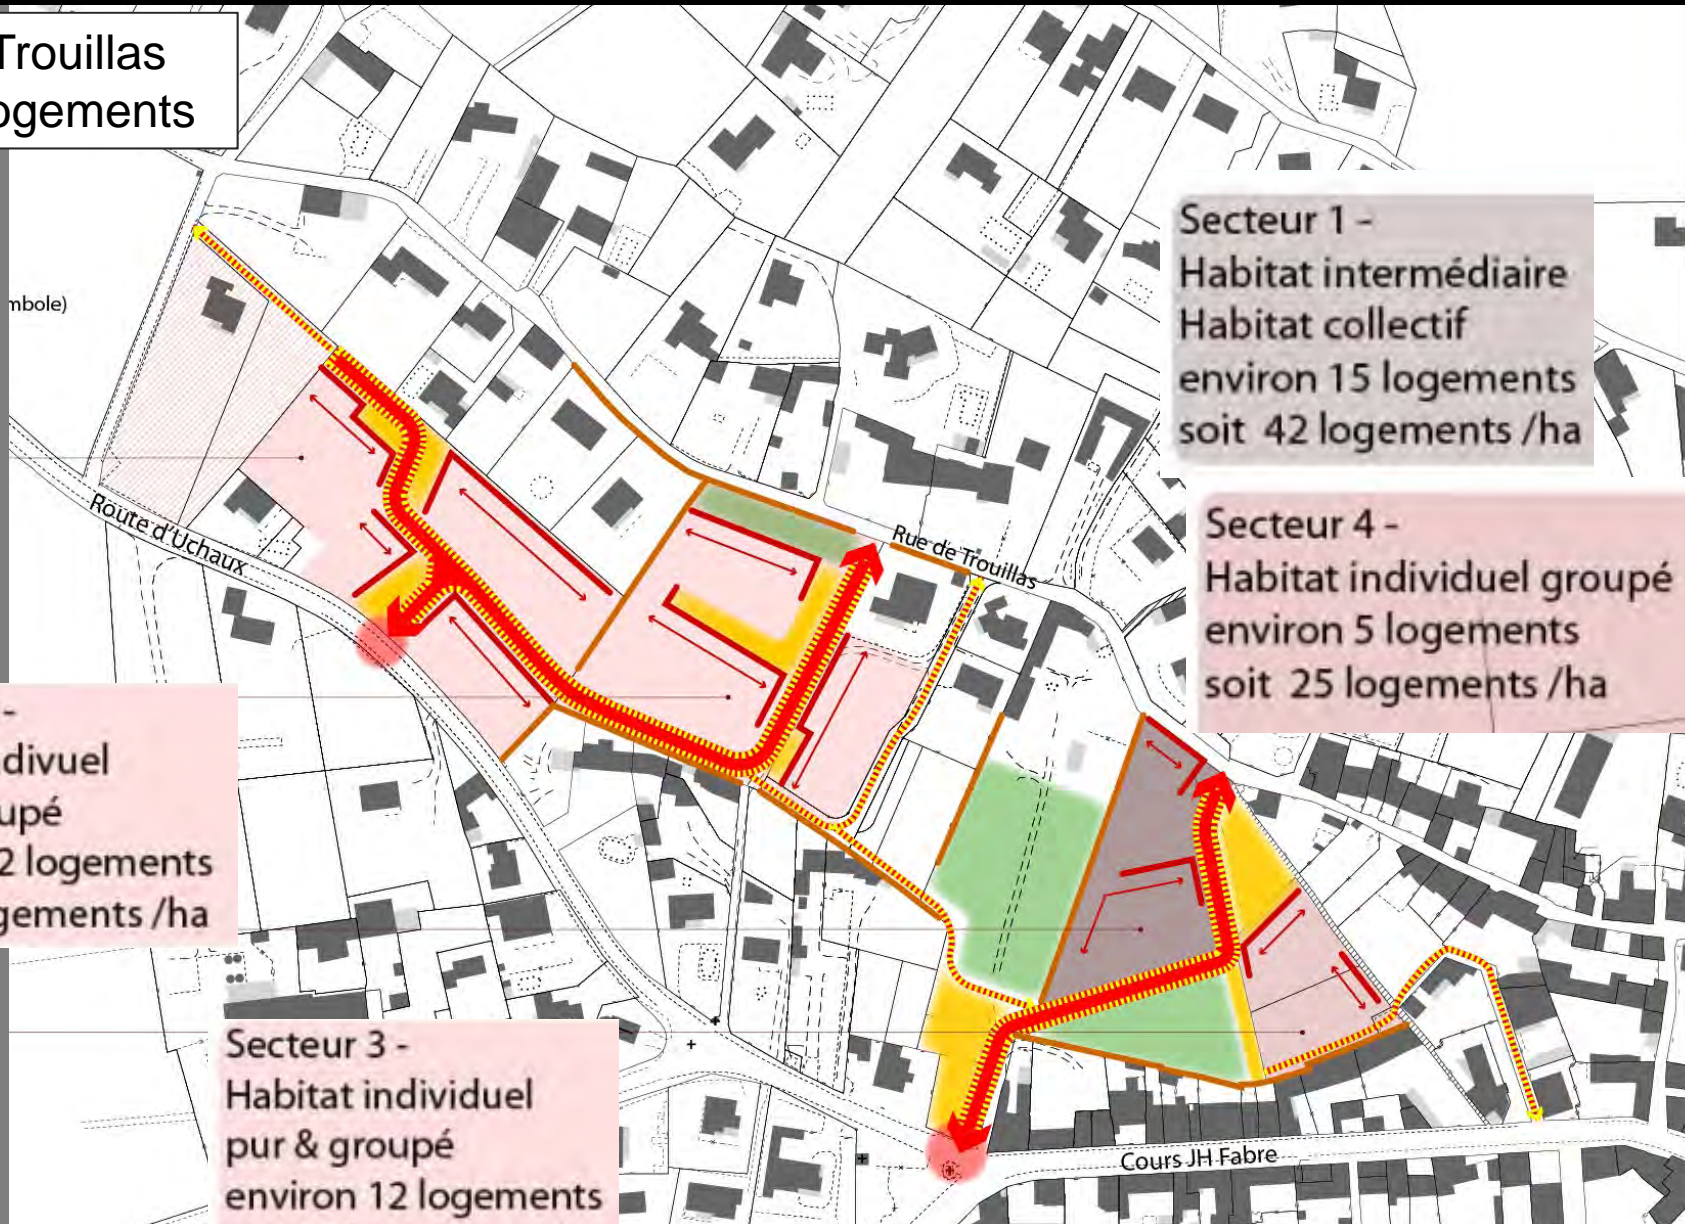 Trouillas
ogements
mbole)
Secteur 1 -
Habitat intermédiaire
Habitat collectif
environ 15 logements
soit 42 logements /ha
Secteur 4 -
Habitat individuel groupé
environ 5 logements
soit 25 logements /ha
Route d'Uchaux
Rue de Trouillas
-
divuel
upé
2 logements
gements /ha
Secteur 3 -
Habitat individuel
pur & groupé
environ 12 logements
Cours JH Fabre